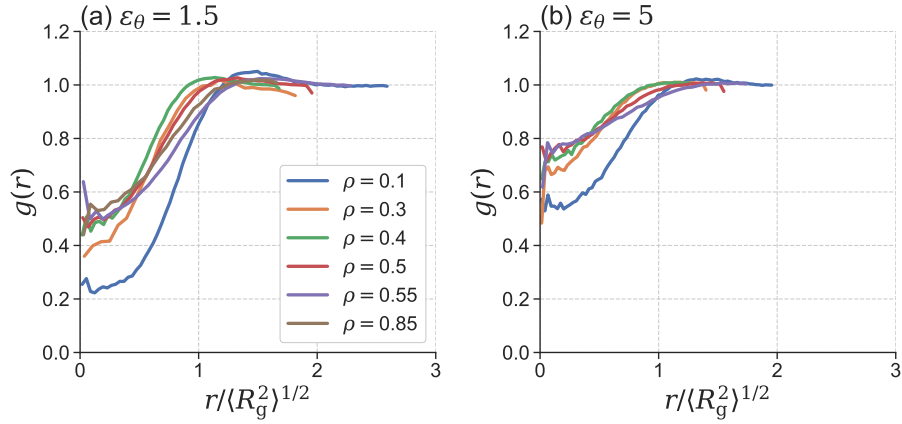 (a) εθ = 1.5
1.2
1.0
0.8
0.6
0.4
0.2
0.0
g(r)
ρ = 0.1
ρ = 0.3
ρ = 0.4
ρ = 0.5
ρ = 0.55
ρ = 0.85
0 1 2 3
r/⟨R_g^2⟩^1/2
(b) εθ = 5
1.2
1.0
0.8
0.6
0.4
0.2
0.0
g(r)
0 1 2 3
r/⟨R_g^2⟩^1/2